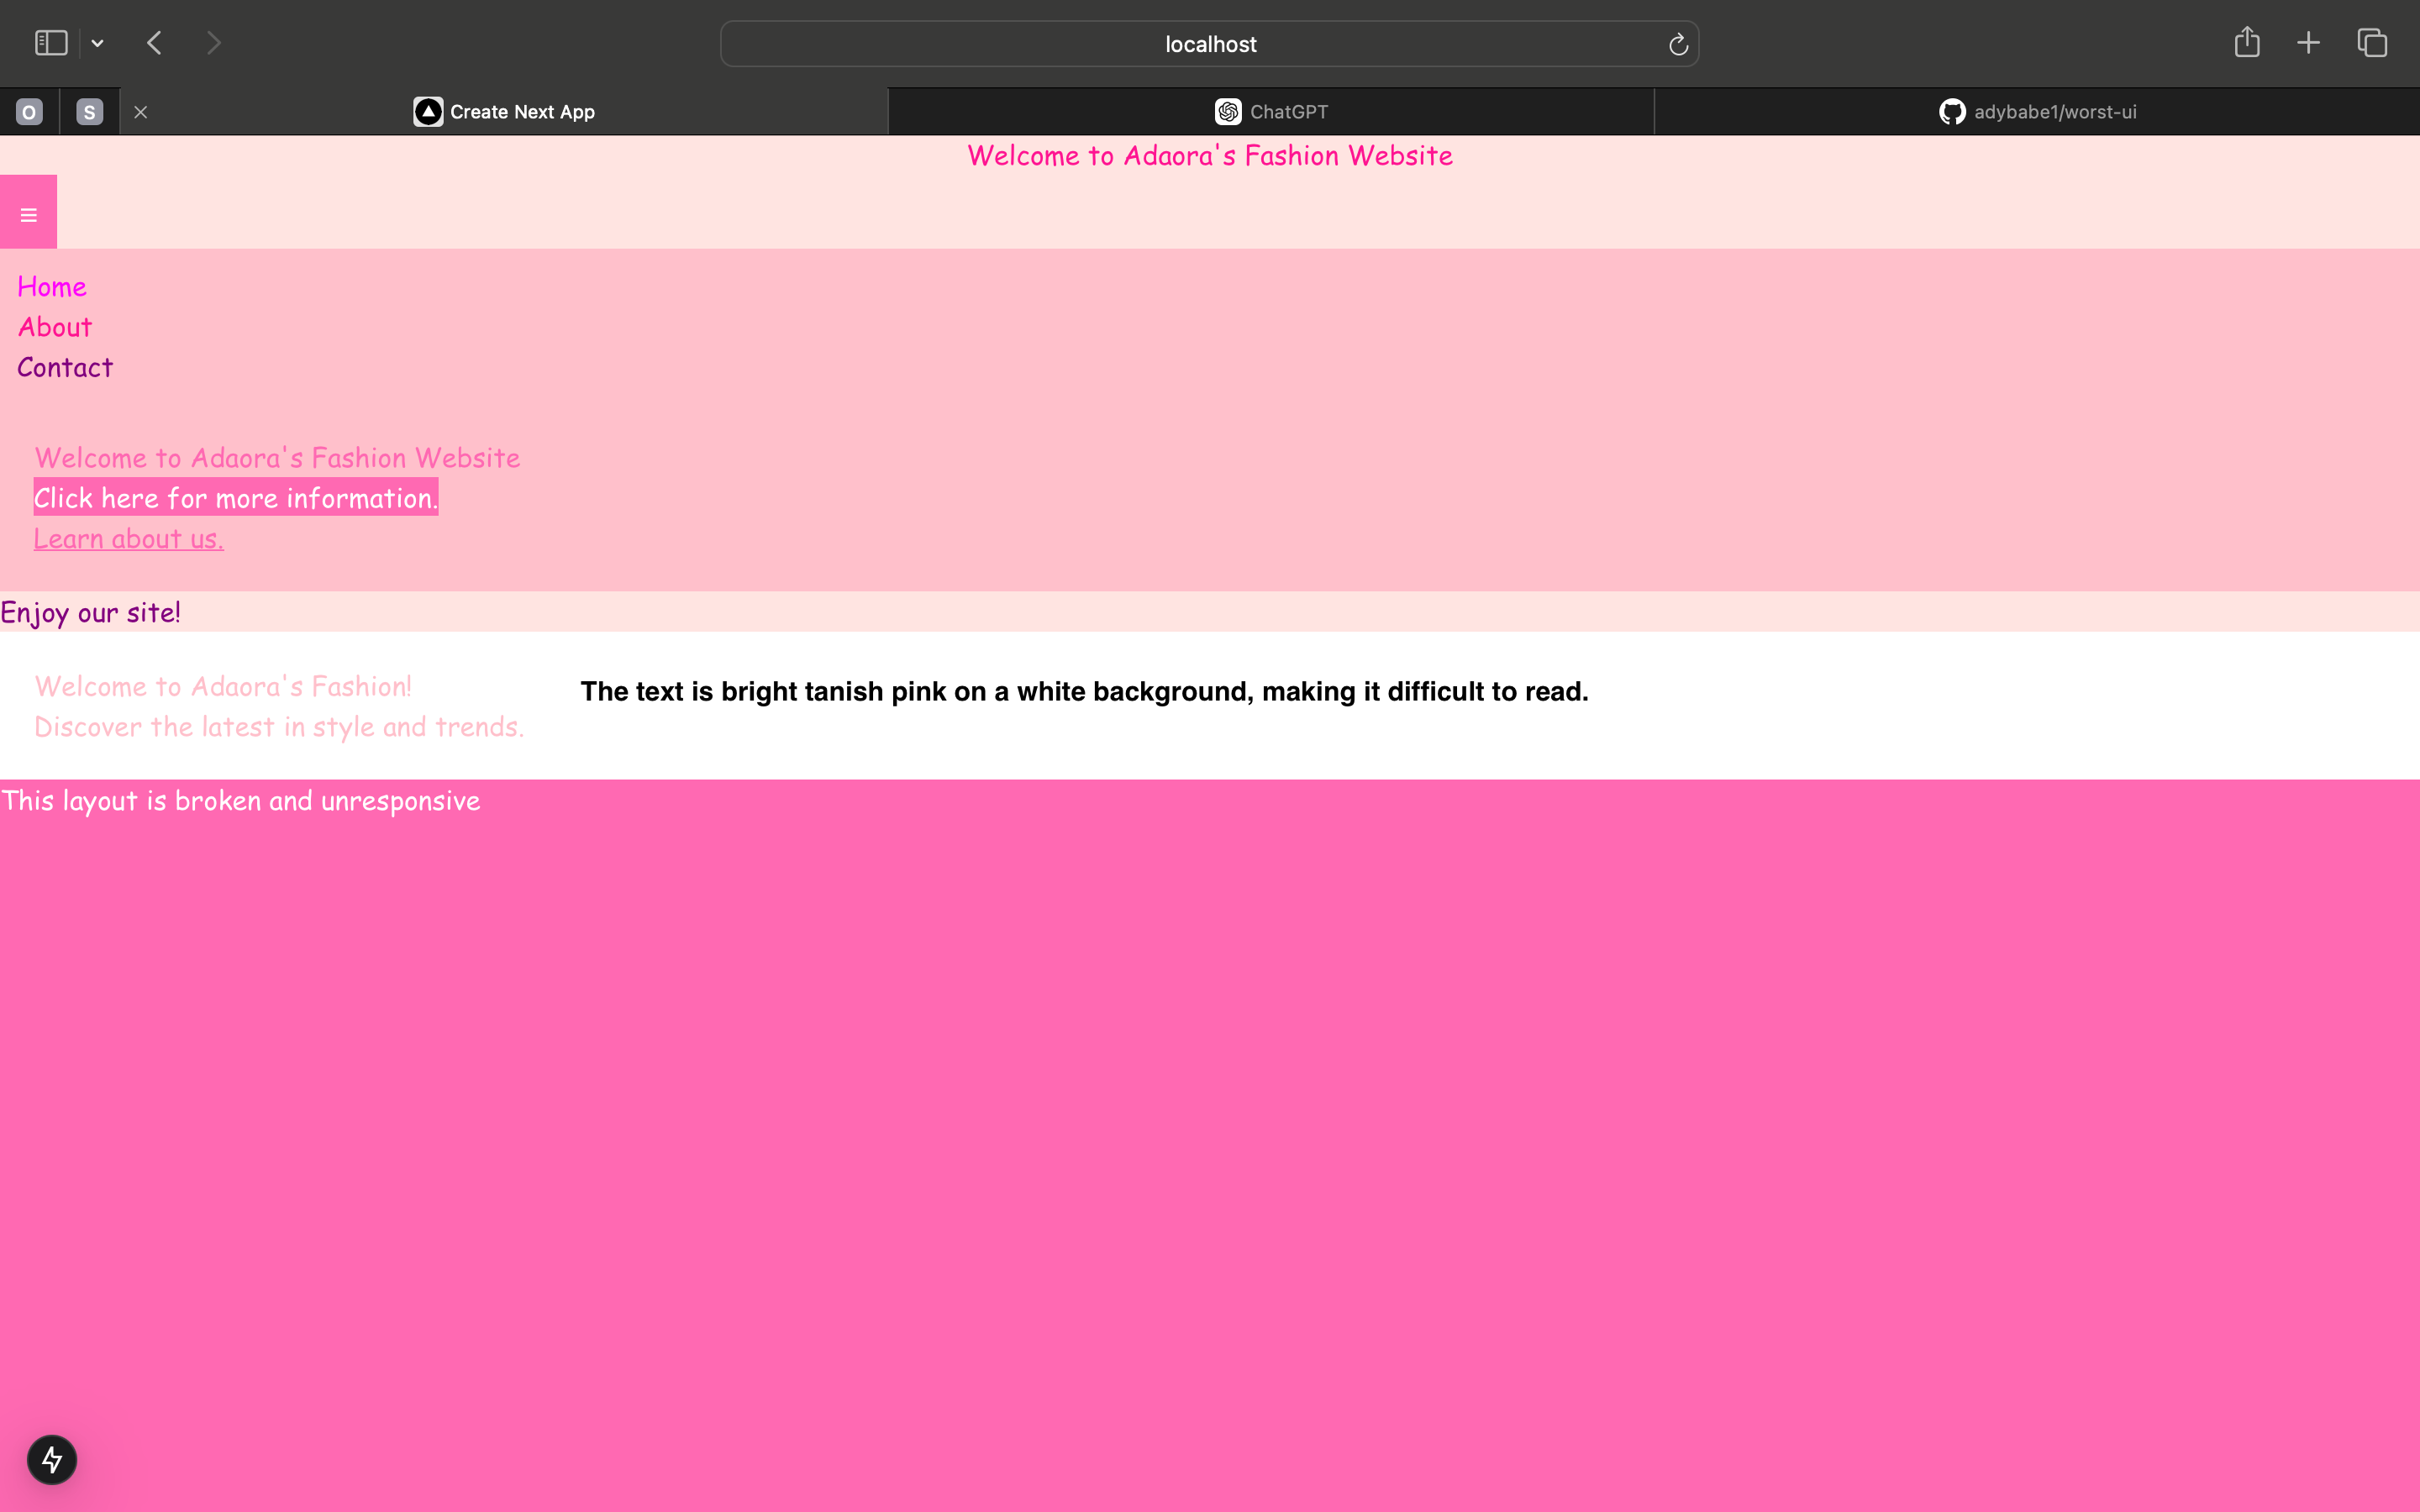 localhost
O
S
Create Next App
ChatGPT
adybabe1/worst-ui
Welcome to Adaora's Fashion Website
Home
About
Contact
Welcome to Adaora's Fashion Website
Click here for more information.
Learn about us.
Enjoy our site!
Welcome to Adaora's Fashion!
Discover the latest in style and trends.
The text is bright tanish pink on a white background, making it difficult to read.
This layout is broken and unresponsive